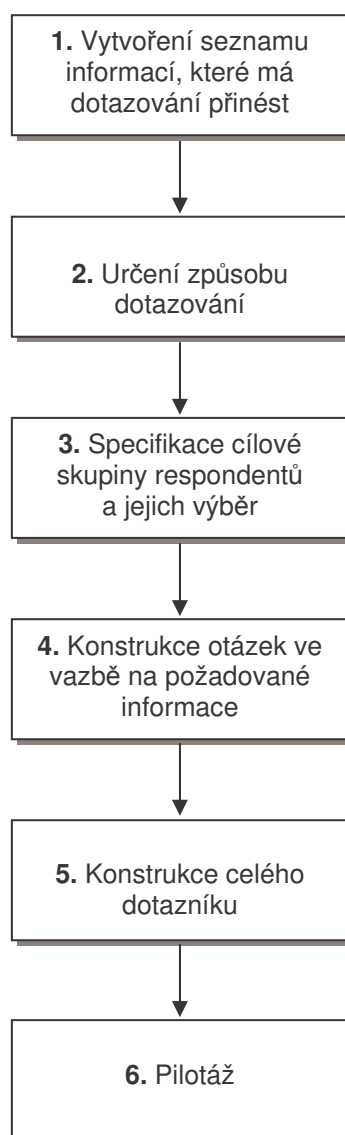 1. Vytvoření seznamu
informací, které má
dotazování přinést
2. Určení způsobu
dotazování
3. Specifikace cílové
skupiny respondentů
a jejich výběr
4. Konstrukce otázek ve
vazbě na požadované
informace
5. Konstrukce celého
dotazníku
6. Pilotáž